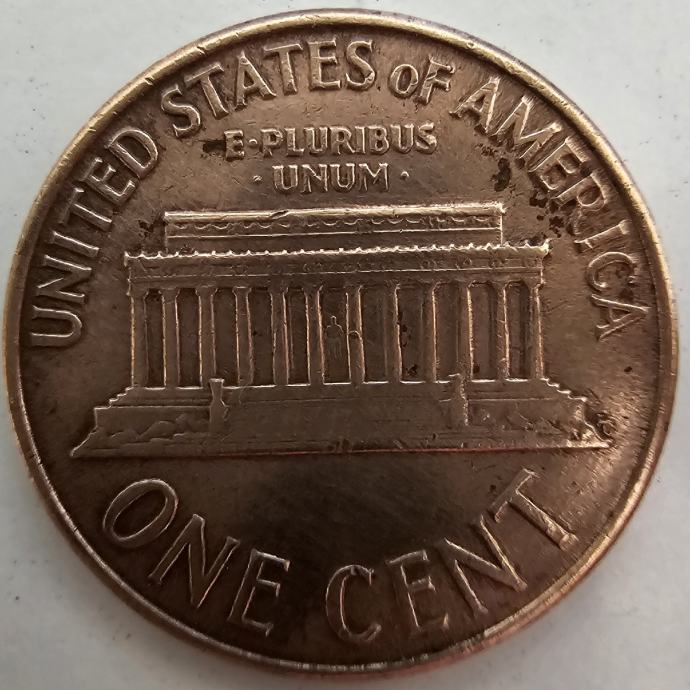 UNITED STATES OF AMERICA
E·PLURIBUS
·UNUM·
ONE CENT